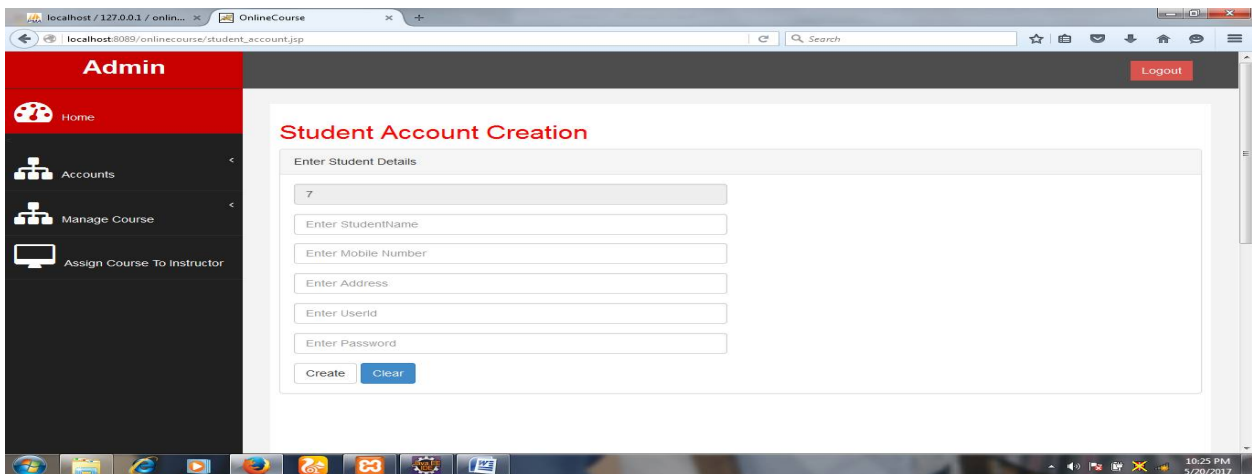 localhost / 127.0.0.1 / onlin...
OnlineCourse
localhost:8089/onlinecourse/student_account.jsp
Search
Admin
Logout
Home
Student Account Creation
Enter Student Details
Accounts
7
Manage Course
Enter StudentName
Enter Mobile Number
Assign Course To Instructor
Enter Address
Enter UserId
Enter Password
Create
Clear
10:25 PM
5/20/2017